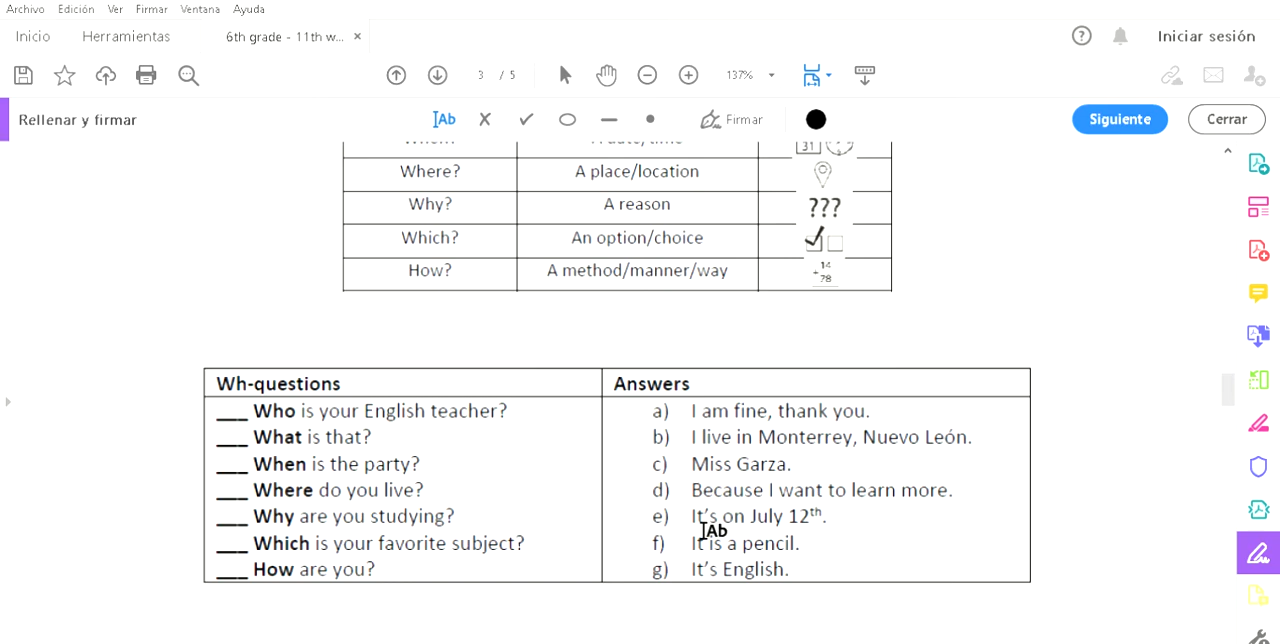 Archivo Edición Ver Firmar Ventana Ayuda
Inicio Herramientas 6th grade - 11th w... × ? Iniciar sesión
3 / 5 137%
Rellenar y firmar IAb Firmar Siguiente Cerrar
31
Where? A place/location
Why? A reason ???
Which? An option/choice
How? A method/manner/way 14
+78
Wh-questions Answers
___ Who is your English teacher? a) I am fine, thank you.
___ What is that? b) I live in Monterrey, Nuevo León.
___ When is the party? c) Miss Garza.
___ Where do you live? d) Because I want to learn more.
___ Why are you studying? e) It's on July 12th.
IAb
___ Which is your favorite subject? f) It is a pencil.
___ How are you? g) It's English.